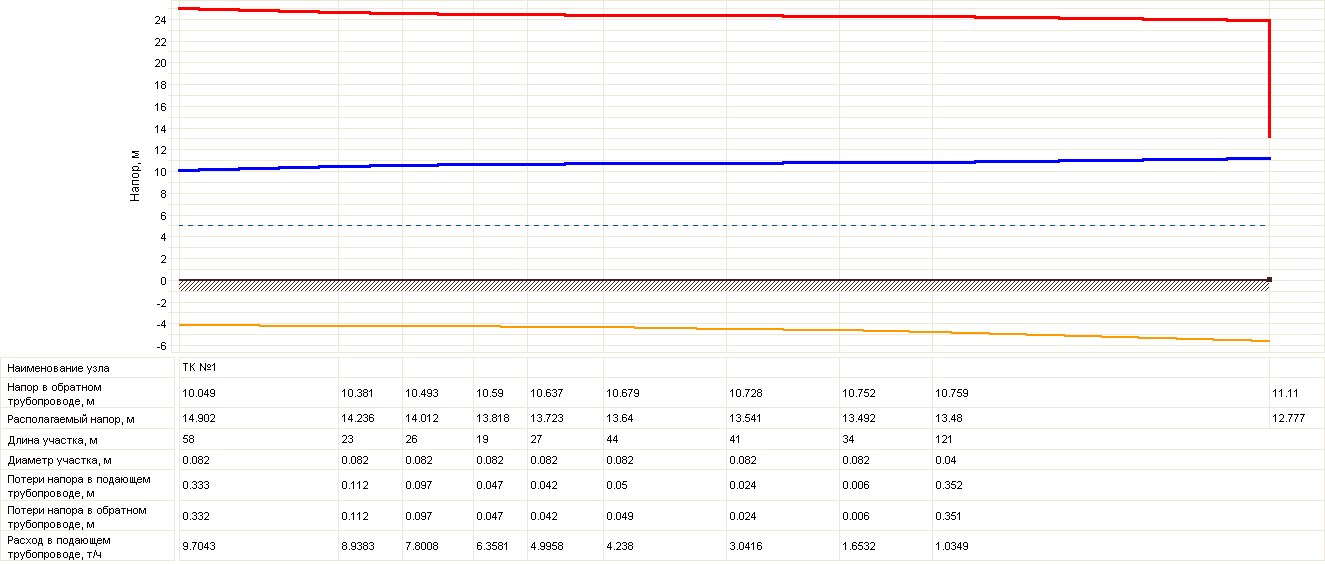 24
22
20
18
16
14
12
10
8
6
4
2
0
-2
-4
-6
Напор, м
Наименование узла ТК №1
Напор в обратном
трубопроводе, м 10.049 10.381 10.493 10.59 10.637 10.679 10.728 10.752 10.759 11.11
Располагаемый напор, м 14.902 14.236 14.012 13.818 13.723 13.64 13.541 13.492 13.48 12.777
Длина участка, м 58 23 26 19 27 44 41 34 121
Диаметр участка, м 0.082 0.082 0.082 0.082 0.082 0.082 0.082 0.082 0.04
Потери напора в подающем
трубопроводе, м 0.333 0.112 0.097 0.047 0.042 0.05 0.024 0.006 0.352
Потери напора в обратном
трубопроводе, м 0.332 0.112 0.097 0.047 0.042 0.049 0.024 0.006 0.351
Расход в подающем
трубопроводе, т/ч 9.7043 8.9383 7.8008 6.3581 4.9958 4.238 3.0416 1.6532 1.0349